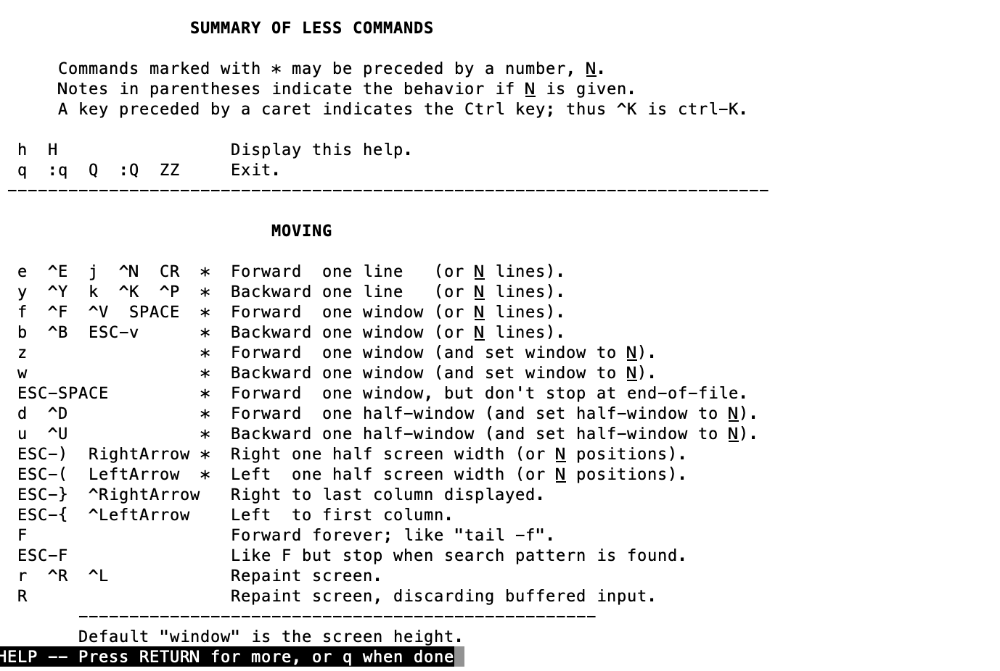 SUMMARY OF LESS COMMANDS
Commands marked with * may be preceded by a number, N.
Notes in parentheses indicate the behavior if N is given.
A key preceded by a caret indicates the Ctrl key; thus ^K is ctrl-K.
h  H                 Display this help.
q  :q  Q  :Q  ZZ     Exit.
---------------------------------------------------------------------------
MOVING
e  ^E  j  ^N  CR  *  Forward  one line   (or N lines).
y  ^Y  k  ^K  ^P  *  Backward one line   (or N lines).
f  ^F  ^V  SPACE  *  Forward  one window (or N lines).
b  ^B  ESC-v      *  Backward one window (or N lines).
z                 *  Forward  one window (and set window to N).
w                 *  Backward one window (and set window to N).
ESC-SPACE         *  Forward  one window, but don't stop at end-of-file.
d  ^D             *  Forward  one half-window (and set half-window to N).
u  ^U             *  Backward one half-window (and set half-window to N).
ESC-)  RightArrow *  Right one half screen width (or N positions).
ESC-(  LeftArrow  *  Left  one half screen width (or N positions).
ESC-}  ^RightArrow   Right to last column displayed.
ESC-{  ^LeftArrow    Left  to first column.
F                    Forward forever; like "tail -f".
ESC-F                Like F but stop when search pattern is found.
r  ^R  ^L            Repaint screen.
R                    Repaint screen, discarding buffered input.
---------------------------------------------------
Default "window" is the screen height.
HELP -- Press RETURN for more, or q when done